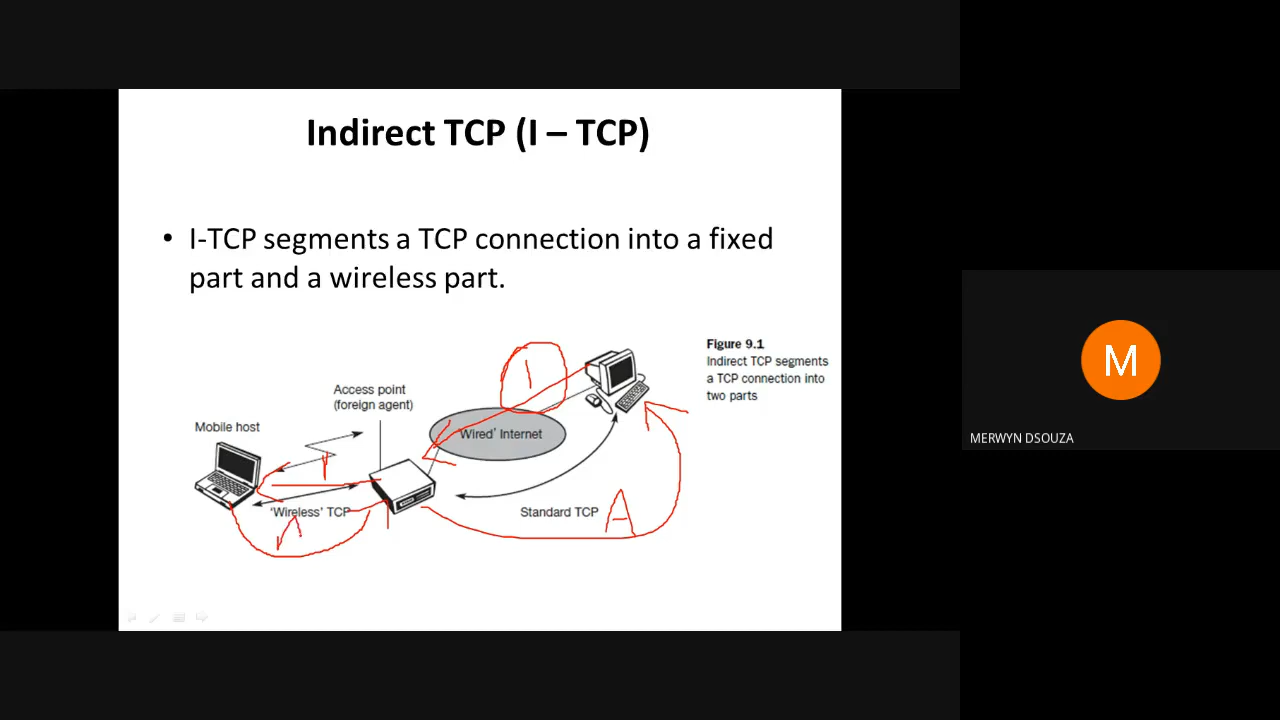 Indirect TCP (I – TCP)
• I-TCP segments a TCP connection into a fixed
part and a wireless part.
Figure 9.1
Indirect TCP segments
a TCP connection into
two parts
Access point
(foreign agent)
Mobile host
'Wired' Internet
'Wireless' TCP
Standard TCP
1
1
A
A
M
MERWYN DSOUZA